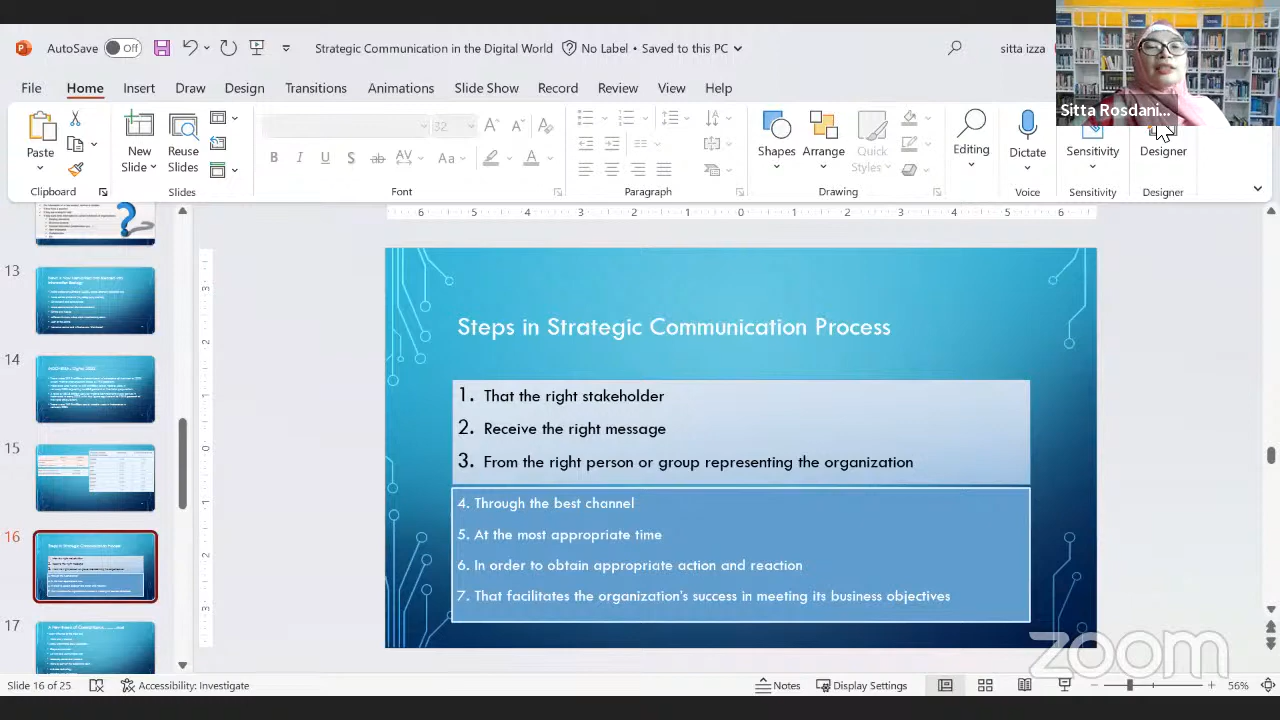 AutoSave Off
Strategic Communication in the Digital World
No Label • Saved to this PC
sitta izza
File Home Insert Draw Design Transitions Animations Slide Show Record Review View Help
Sitta Rosdani...
Paste
New Slide
Reuse Slides
Shapes
Arrange
Quick Styles
Editing
Dictate
Sensitivity
Designer
Clipboard
Slides
Font
Paragraph
Drawing
Voice
Sensitivity
Designer
13
14
15
16
17
Steps in Strategic Communication Process
1. That the right stakeholder
2. Receive the right message
3. From the right person or group representing the organization
4. Through the best channel
5. At the most appropriate time
6. In order to obtain appropriate action and reaction
7. That facilitates the organization's success in meeting its business objectives
zoom
Slide 16 of 25
Accessibility: Investigate
Notes
Display Settings
56%